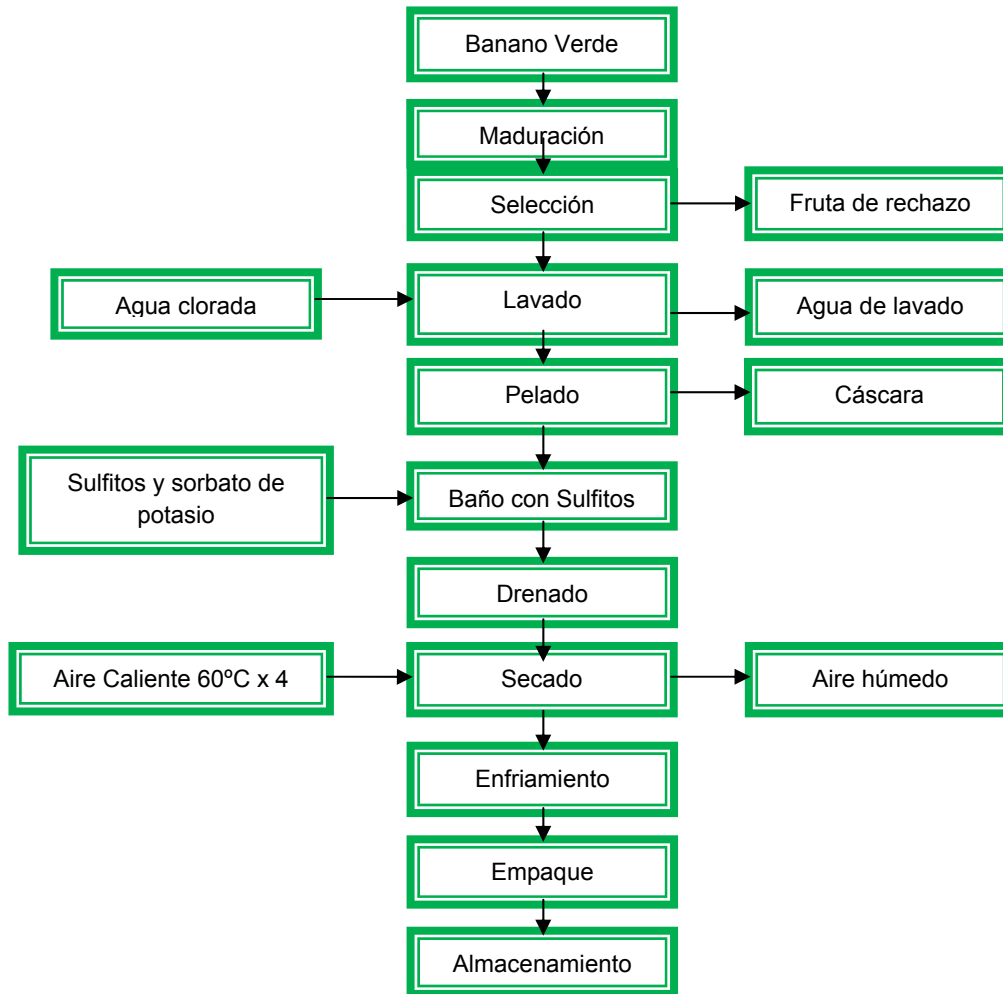 Banano Verde
Maduración
Selección
Fruta de rechazo
Agua clorada
Lavado
Agua de lavado
Pelado
Cáscara
Sulfitos y sorbato de
potasio
Baño con Sulfitos
Drenado
Aire Caliente 60ºC x 4
Secado
Aire húmedo
Enfriamiento
Empaque
Almacenamiento